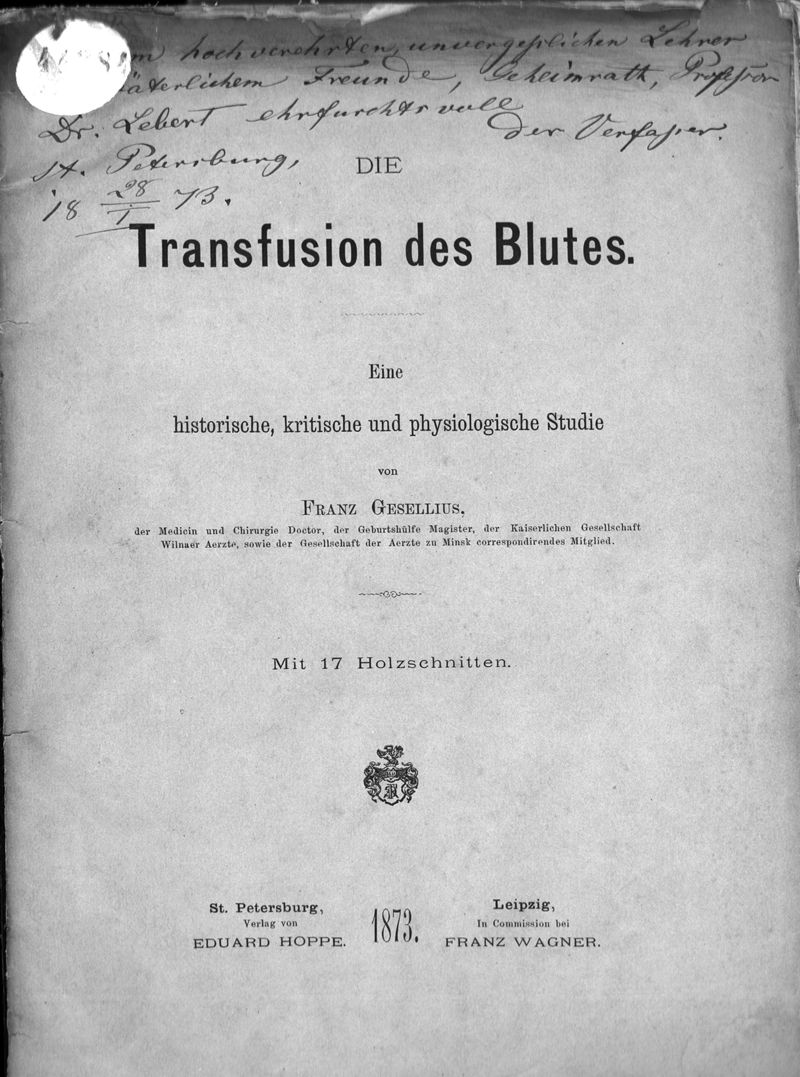 hochverehrten, unvergeßlichen Lehrer
Freunde, Geheimrath, Professor
Dr. Lebert ehrfurchtsvoll
der Verfaßer.
St. Petersburg,
18 28/I 73.
DIE
Transfusion des Blutes.
Eine
historische, kritische und physiologische Studie
von
FRANZ GESELLIUS,
der Medicin und Chirurgie Doctor, der Geburtshülfe Magister, der Kaiserlichen Gesellschaft
Wilnaer Aerzte, sowie der Gesellschaft der Aerzte zu Minsk correspondirendes Mitglied.
Mit 17 Holzschnitten.
St. Petersburg,
Verlag von
EDUARD HOPPE.
1873.
Leipzig,
In Commission bei
FRANZ WAGNER.